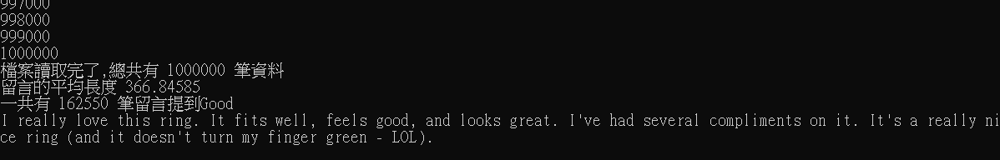 997000
998000
999000
1000000
檔案讀取完了,總共有 1000000 筆資料
留言的平均長度 366.84585
一共有 162550 筆留言提到Good
I really love this ring. It fits well, feels good, and looks great. I've had several compliments on it. It's a really ni
ce ring (and it doesn't turn my finger green - LOL).